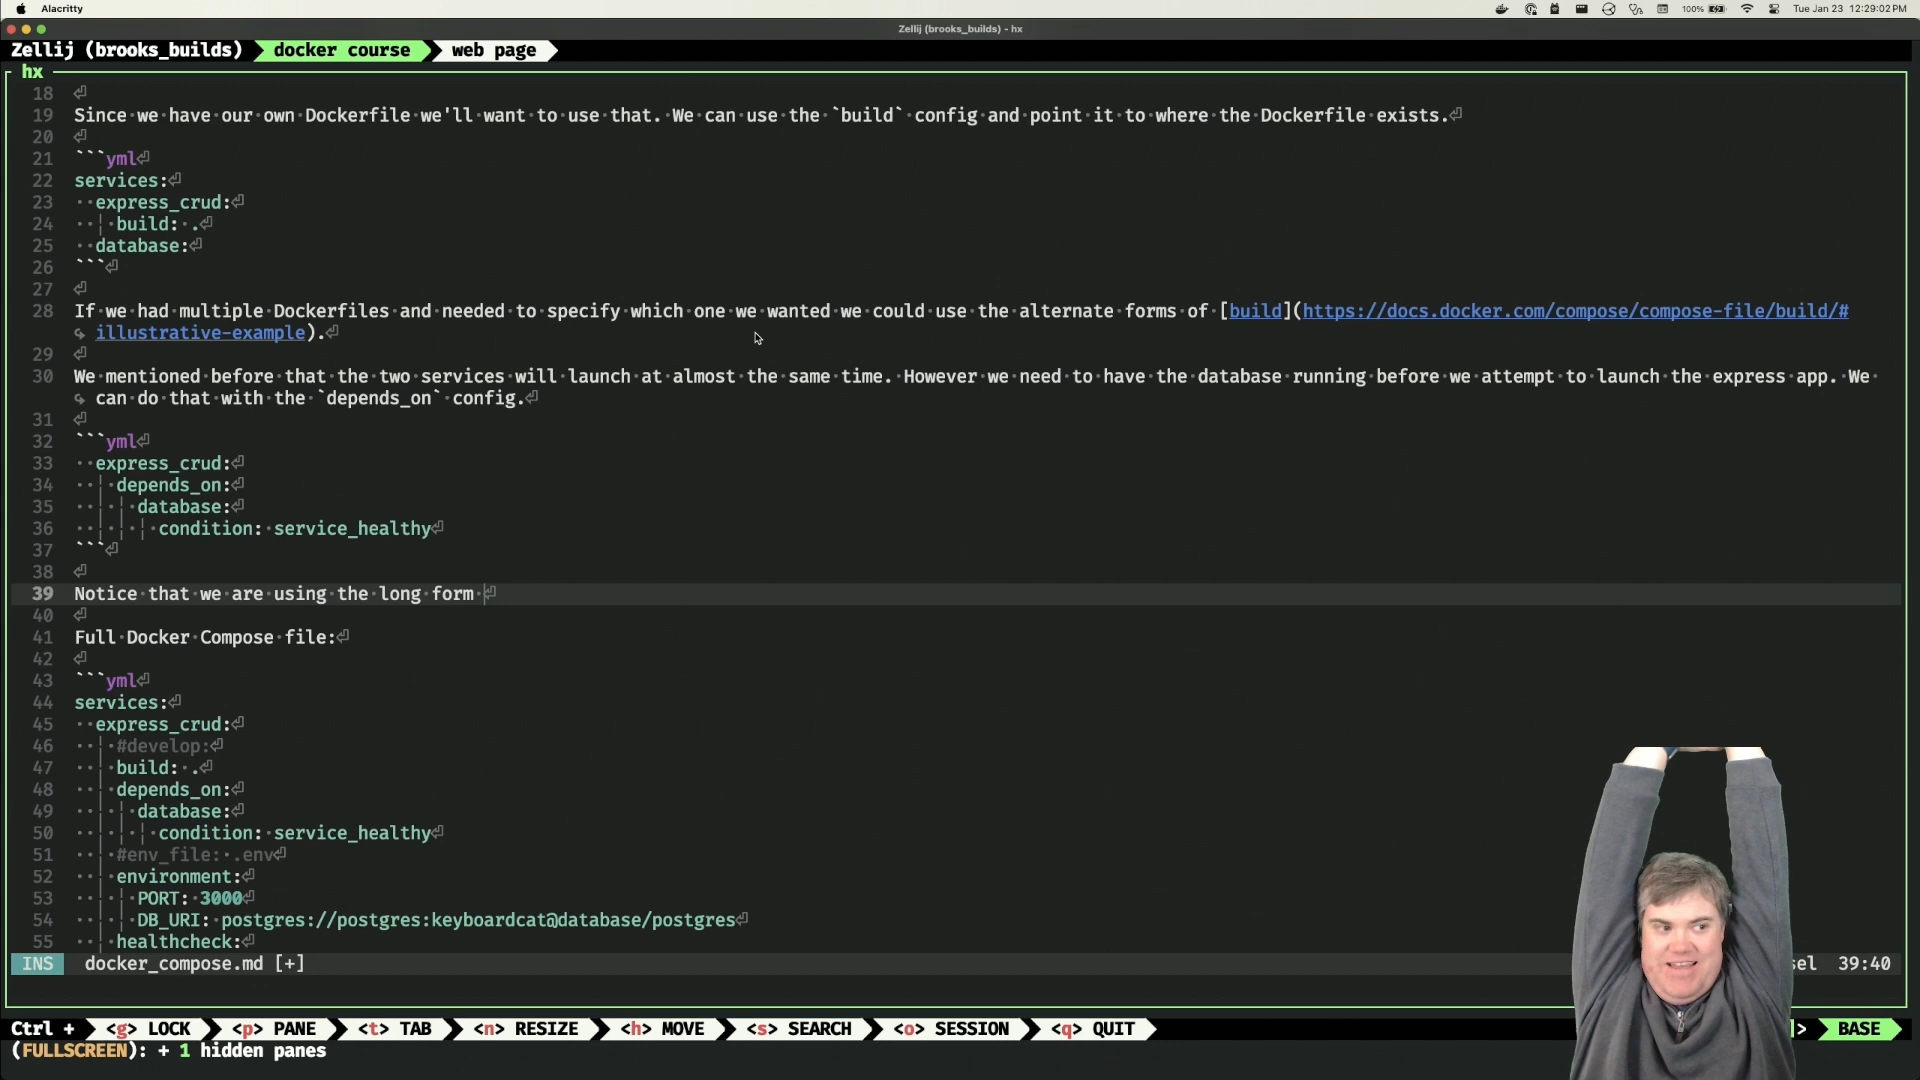 Alacritty
100%
Tue Jan 23 12:29:02 PM
Zellij (brooks_builds) - hx
Zellij (brooks_builds) docker course web page
hx
18
19 Since we have our own Dockerfile we'll want to use that. We can use the `build` config and point it to where the Dockerfile exists.
20
21 ```yml
22 services:
23 express_crud:
24 build: .
25 database:
26 ```
27
28 If we had multiple Dockerfiles and needed to specify which one we wanted we could use the alternate forms of [build](https://docs.docker.com/compose/compose-file/build/#
illustrative-example).
29
30 We mentioned before that the two services will launch at almost the same time. However we need to have the database running before we attempt to launch the express app. We
can do that with the `depends_on` config.
31
32 ```yml
33 express_crud:
34 depends_on:
35 database:
36 condition: service_healthy
37 ```
38
39 Notice that we are using the long form
40
41 Full Docker Compose file:
42
43 ```yml
44 services:
45 express_crud:
46 #develop:
47 build: .
48 depends_on:
49 database:
50 condition: service_healthy
51 #env_file: .env
52 environment:
53 PORT: 3000
54 DB_URI: postgres://postgres:keyboardcat@database/postgres
55 healthcheck:
INS docker_compose.md [+] sel 39:40
Ctrl + <g> LOCK <p> PANE <t> TAB <n> RESIZE <h> MOVE <s> SEARCH <o> SESSION <q> QUIT > BASE
(FULLSCREEN): + 1 hidden panes